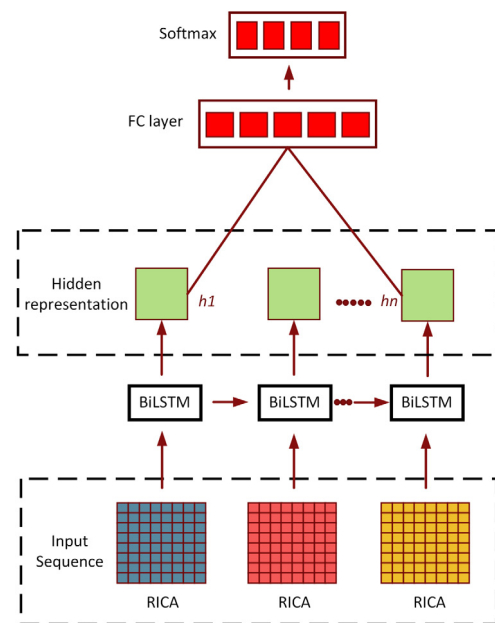 Softmax
FC layer
Hidden
representation
h1
hn
BiLSTM
BiLSTM
BiLSTM
Input
Sequence
RICA
RICA
RICA